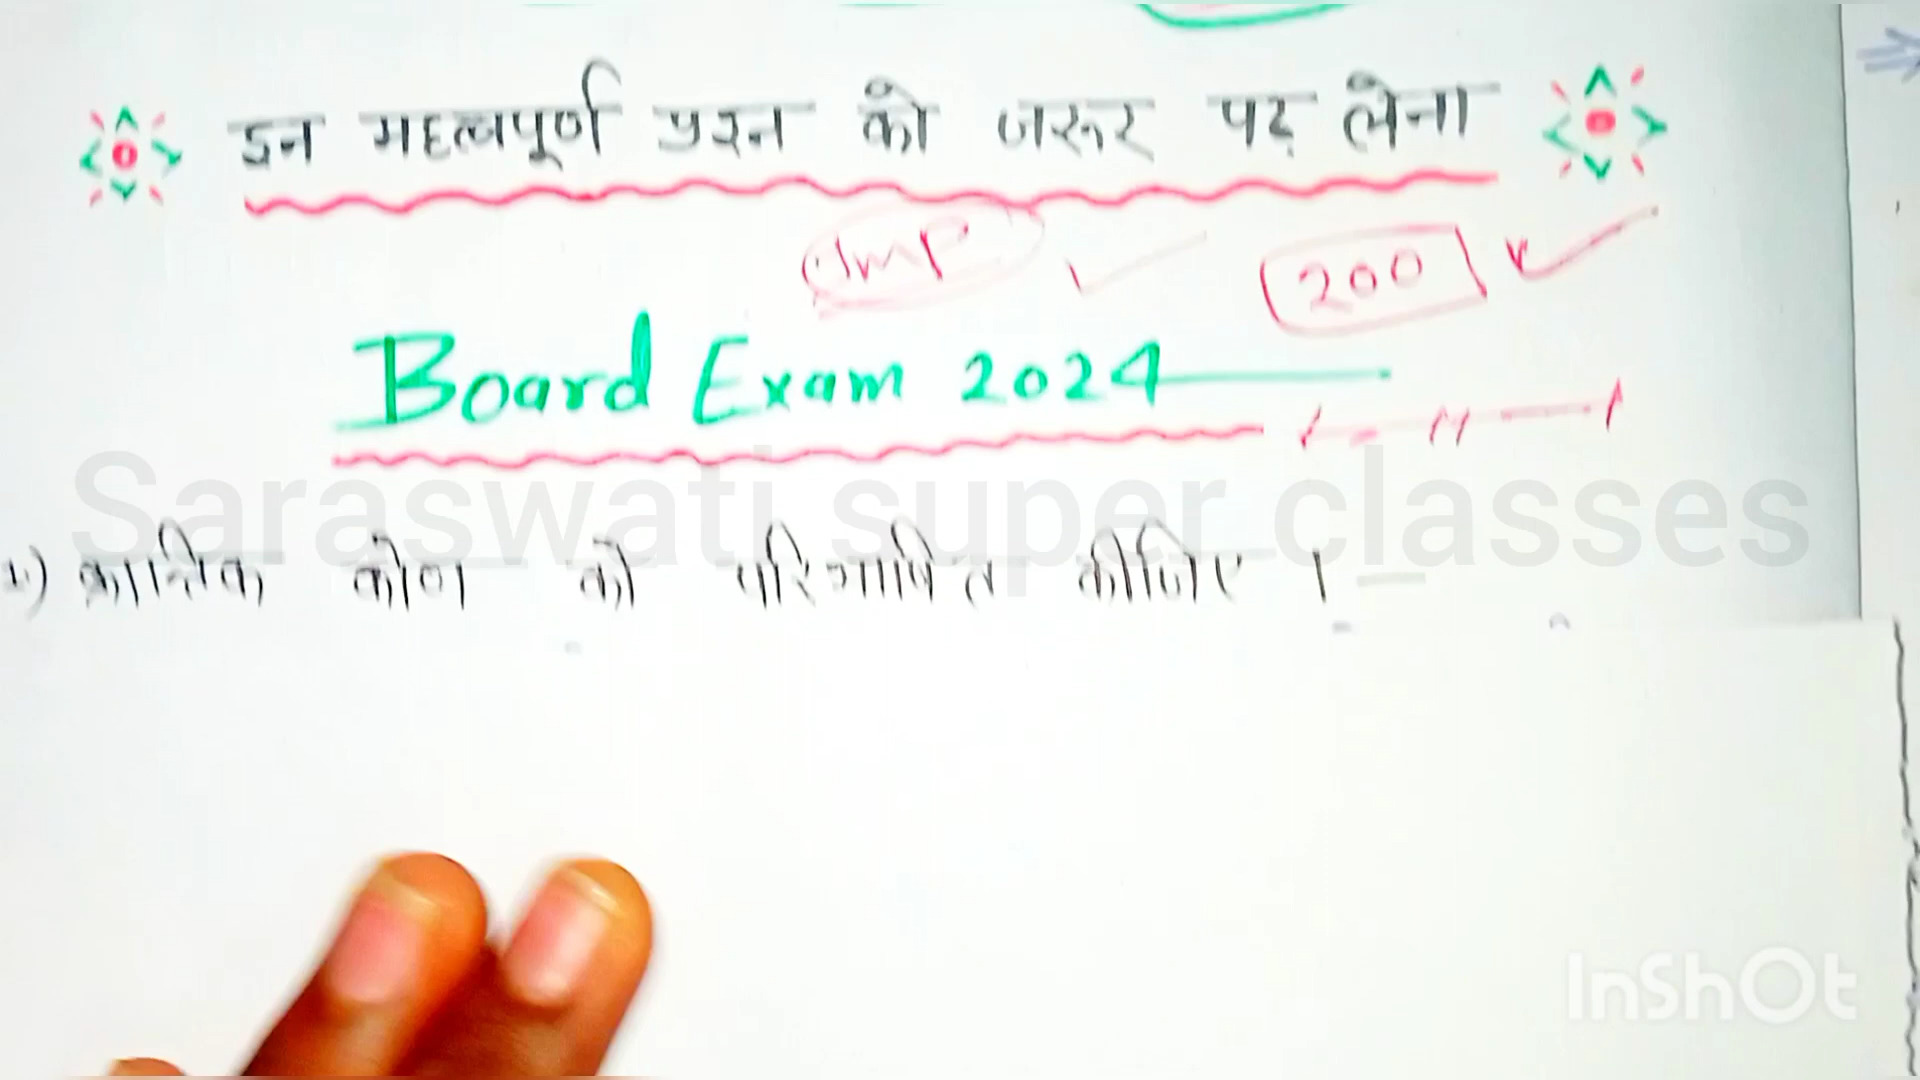 इन महत्वपूर्ण प्रश्न को जरूर पढ़ लेना
Imp 200
Board Exam 2024
Saraswati super classes
1.) क्रान्तिक कोण को परिभाषित कीजिए ।
InShOt